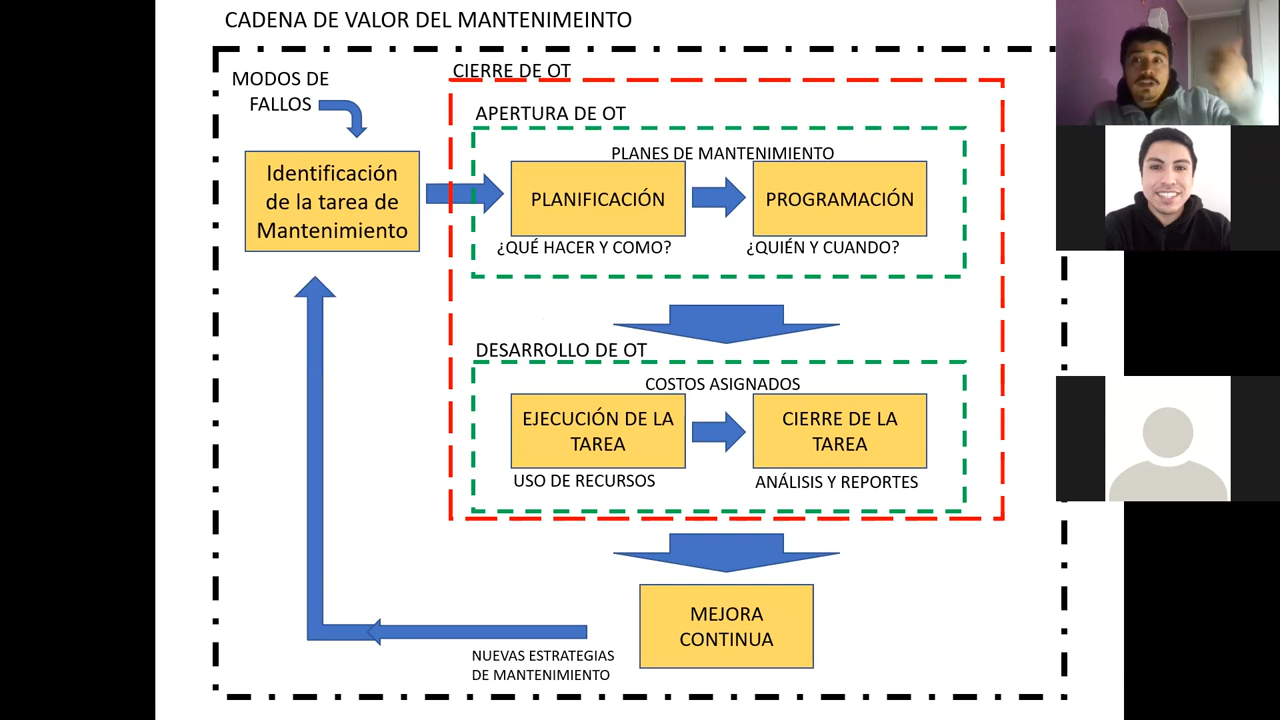 CADENA DE VALOR DEL MANTENIMEINTO
MODOS DE
FALLOS
CIERRE DE OT
APERTURA DE OT
PLANES DE MANTENIMIENTO
Identificación
de la tarea de
Mantenimiento
PLANIFICACIÓN
PROGRAMACIÓN
¿QUÉ HACER Y COMO?
¿QUIÉN Y CUANDO?
DESARROLLO DE OT
COSTOS ASIGNADOS
EJECUCIÓN DE LA
TAREA
CIERRE DE LA
TAREA
USO DE RECURSOS
ANÁLISIS Y REPORTES
MEJORA
CONTINUA
NUEVAS ESTRATEGIAS
DE MANTENIMIENTO